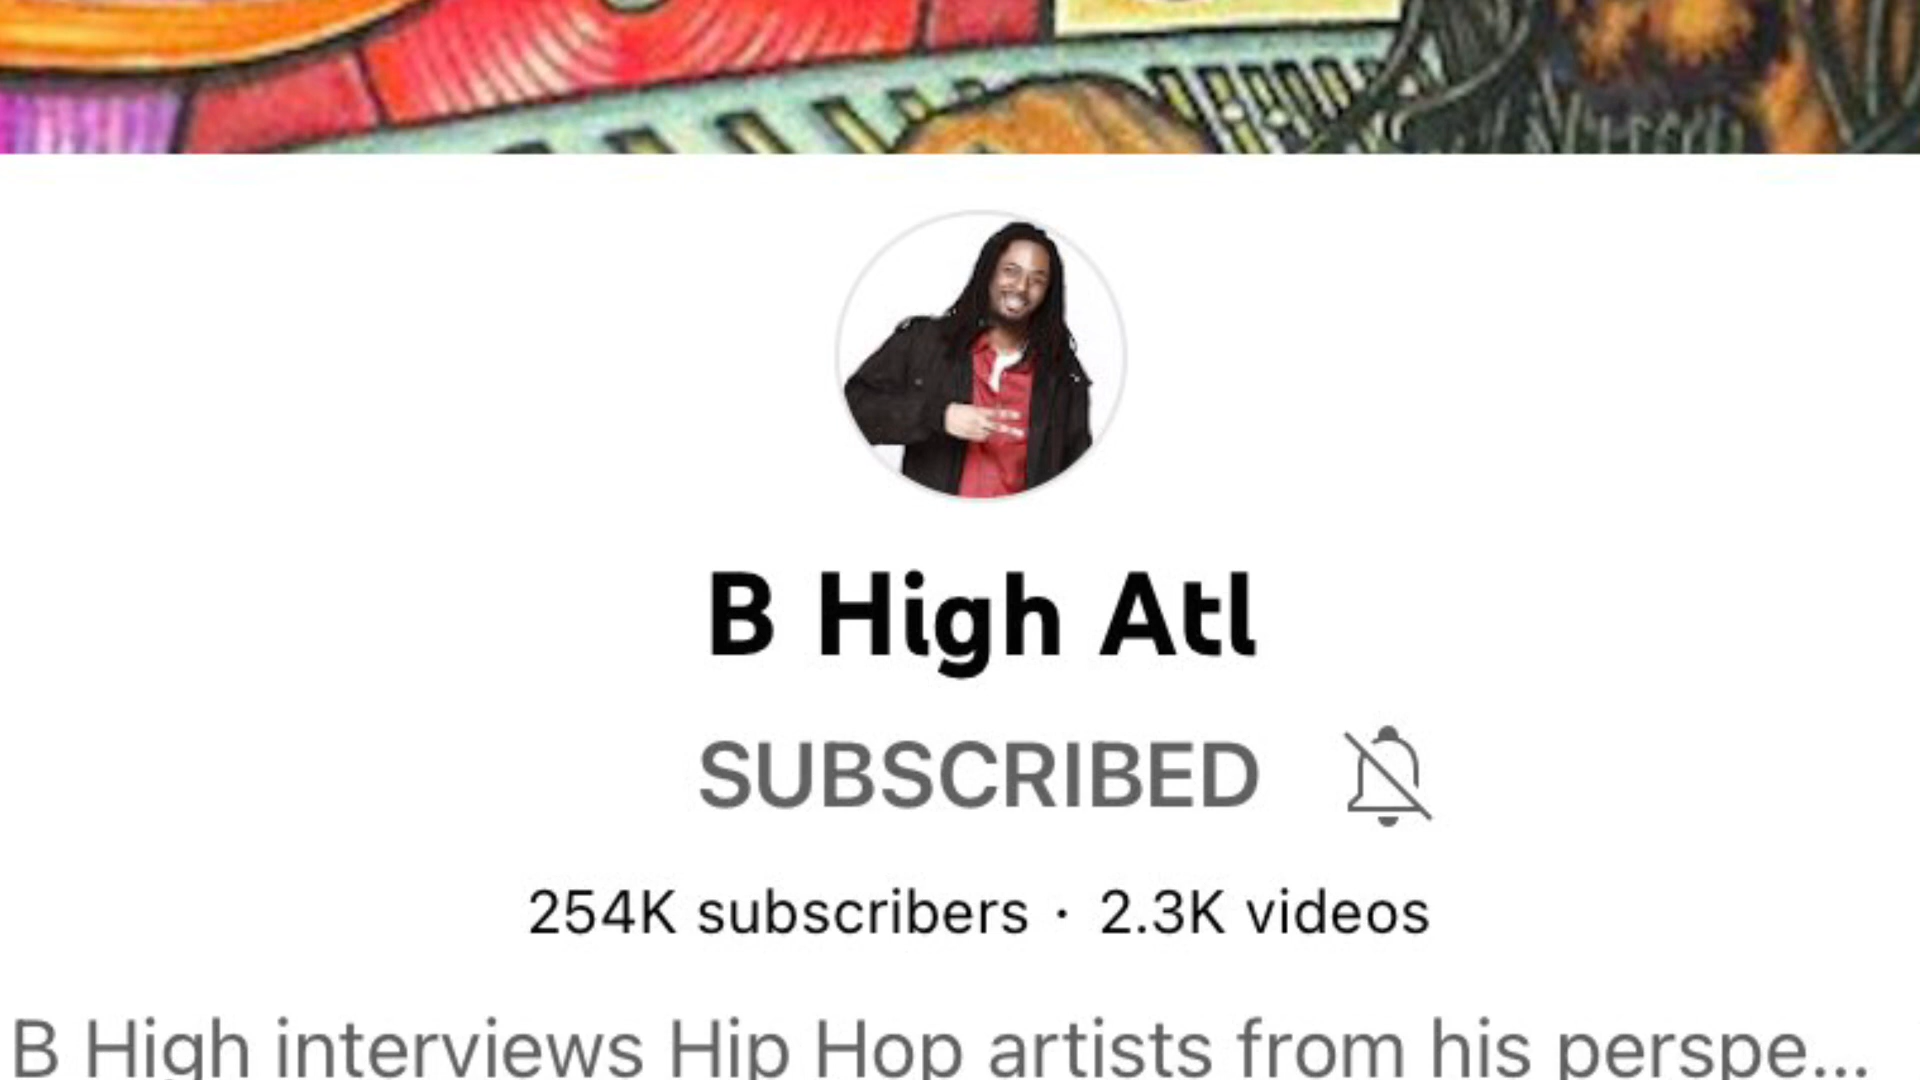 B High Atl
SUBSCRIBED
254K subscribers · 2.3K videos
B High interviews Hip Hop artists from his perspe...